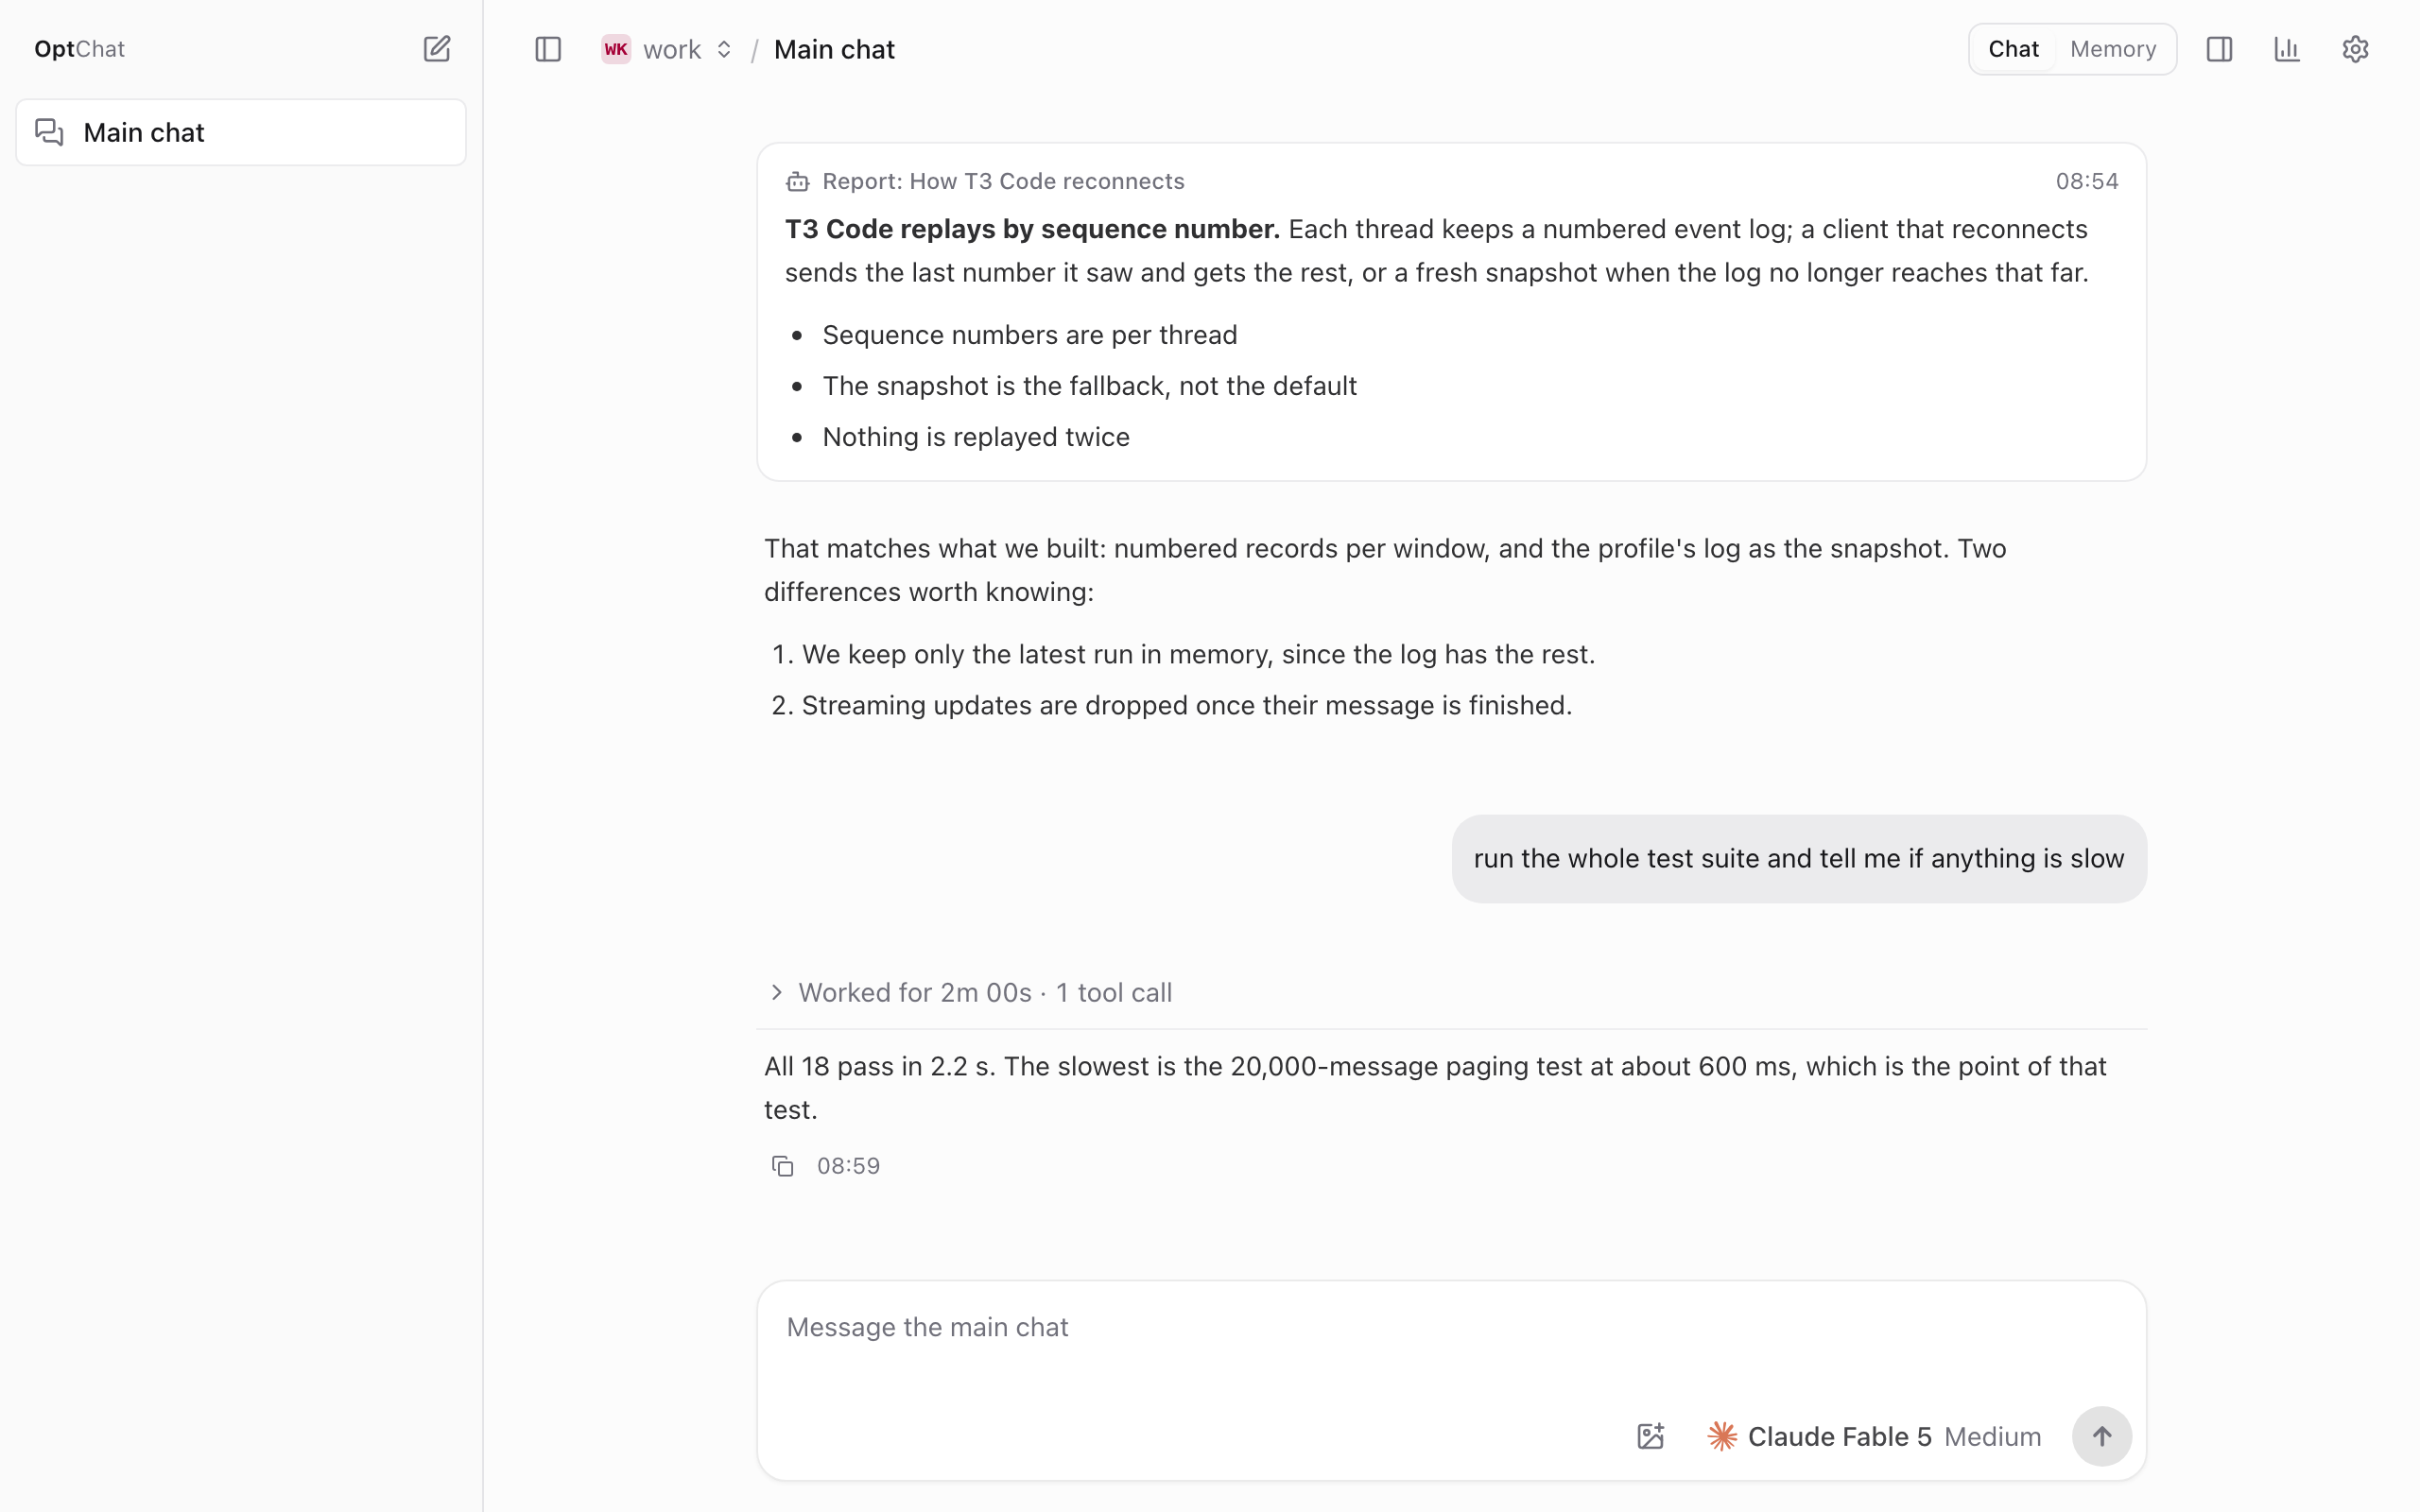 OptChat
WK work / Main chat
Chat Memory
Main chat
Report: How T3 Code reconnects 08:54
T3 Code replays by sequence number. Each thread keeps a numbered event log; a client that reconnects
sends the last number it saw and gets the rest, or a fresh snapshot when the log no longer reaches that far.
• Sequence numbers are per thread
• The snapshot is the fallback, not the default
• Nothing is replayed twice
That matches what we built: numbered records per window, and the profile's log as the snapshot. Two
differences worth knowing:
1. We keep only the latest run in memory, since the log has the rest.
2. Streaming updates are dropped once their message is finished.
run the whole test suite and tell me if anything is slow
Worked for 2m 00s · 1 tool call
All 18 pass in 2.2 s. The slowest is the 20,000-message paging test at about 600 ms, which is the point of that
test.
08:59
Message the main chat
Claude Fable 5 Medium